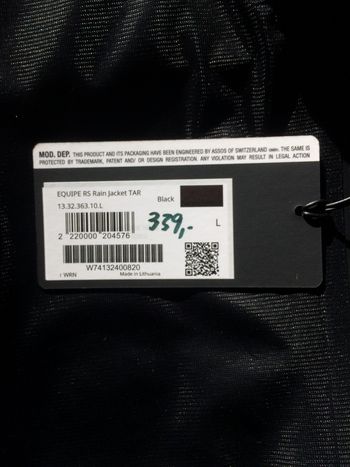 MOD. DEP. THIS PRODUCT AND ITS PACKAGING HAVE BEEN ENGINEERED BY ASSOS OF SWITZERLAND GMBH. THE SAME IS
PROTECTED BY TRADEMARK, PATENT AND/ OR DESIGN REGISTRATION. ANY VIOLATION MAY RESULT IN LEGAL ACTION
EQUIPE RS Rain Jacket TAR
Black
13.32.363.10.L
339,-
L
2 220000 204576
W74132400820
r WRN
Made in Lithuania